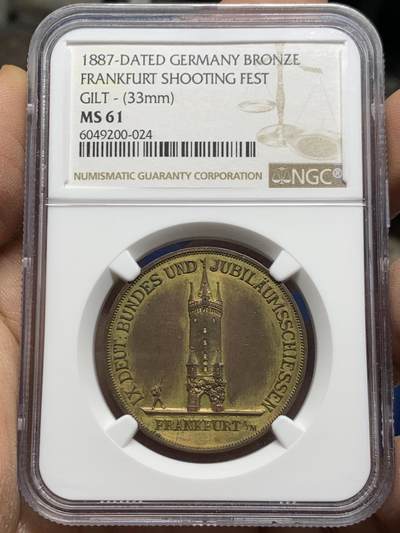 1887-DATED GERMANY BRONZE
FRANKFURT SHOOTING FEST
GILT - (33mm)
MS 61
6049200-024
NUMISMATIC GUARANTY CORPORATION
NGC®
IX. DEUT. BUNDES UND JUBILÄUMSSCHIESSEN
FRANKFURT A/M